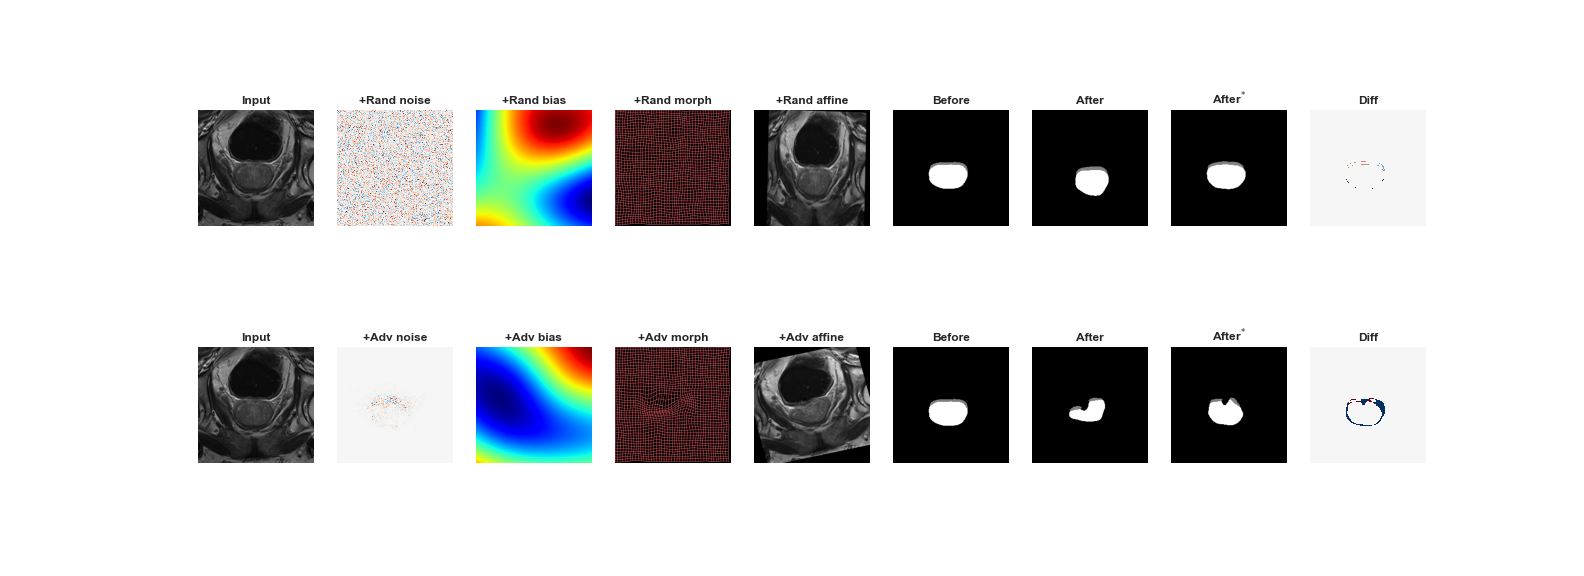 Input +Rand noise +Rand bias +Rand morph +Rand affine Before After After* Diff
Input +Adv noise +Adv bias +Adv morph +Adv affine Before After After* Diff